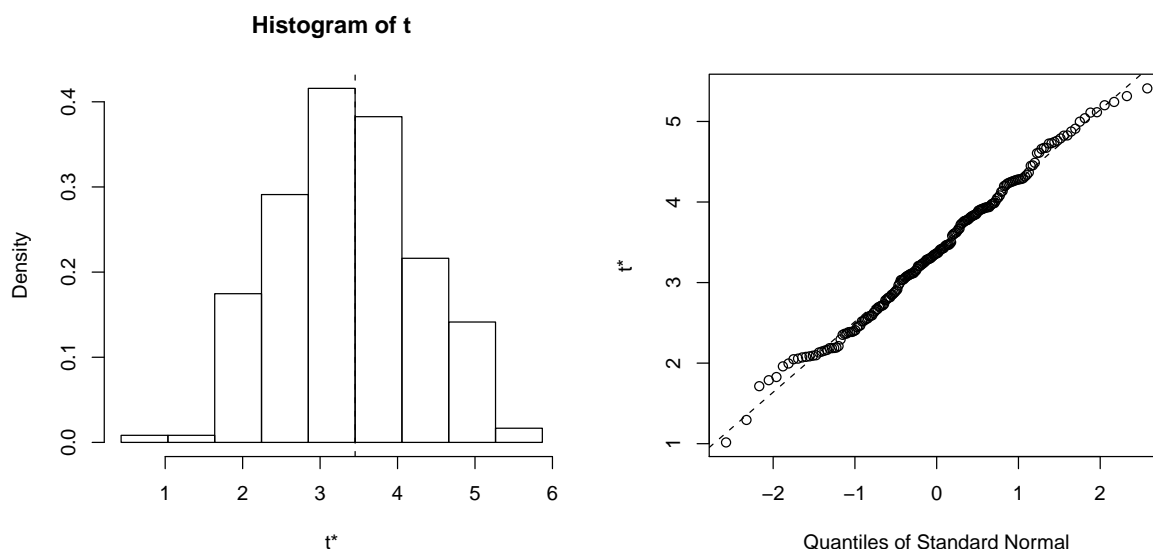 Histogram of t
Density
0.0
0.1
0.2
0.3
0.4
1 2 3 4 5 6
t*
t*
1
2
3
4
5
−2 −1 0 1 2
Quantiles of Standard Normal